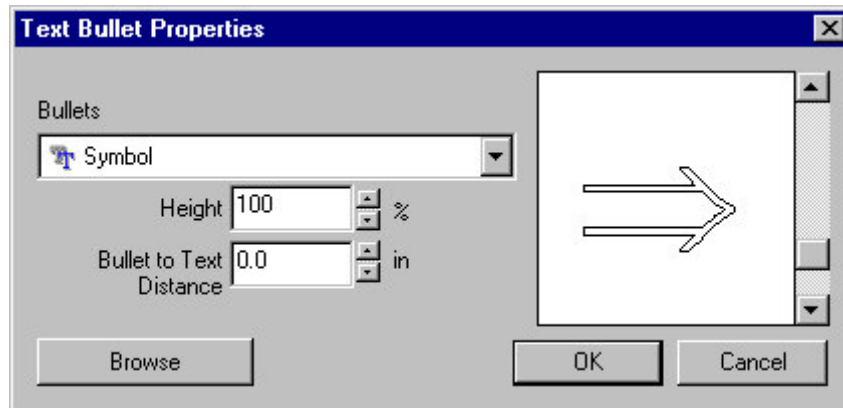 Text Bullet Properties
Bullets
Symbol
Height 100 %
Bullet to Text 0.0 in
Distance
Browse OK Cancel